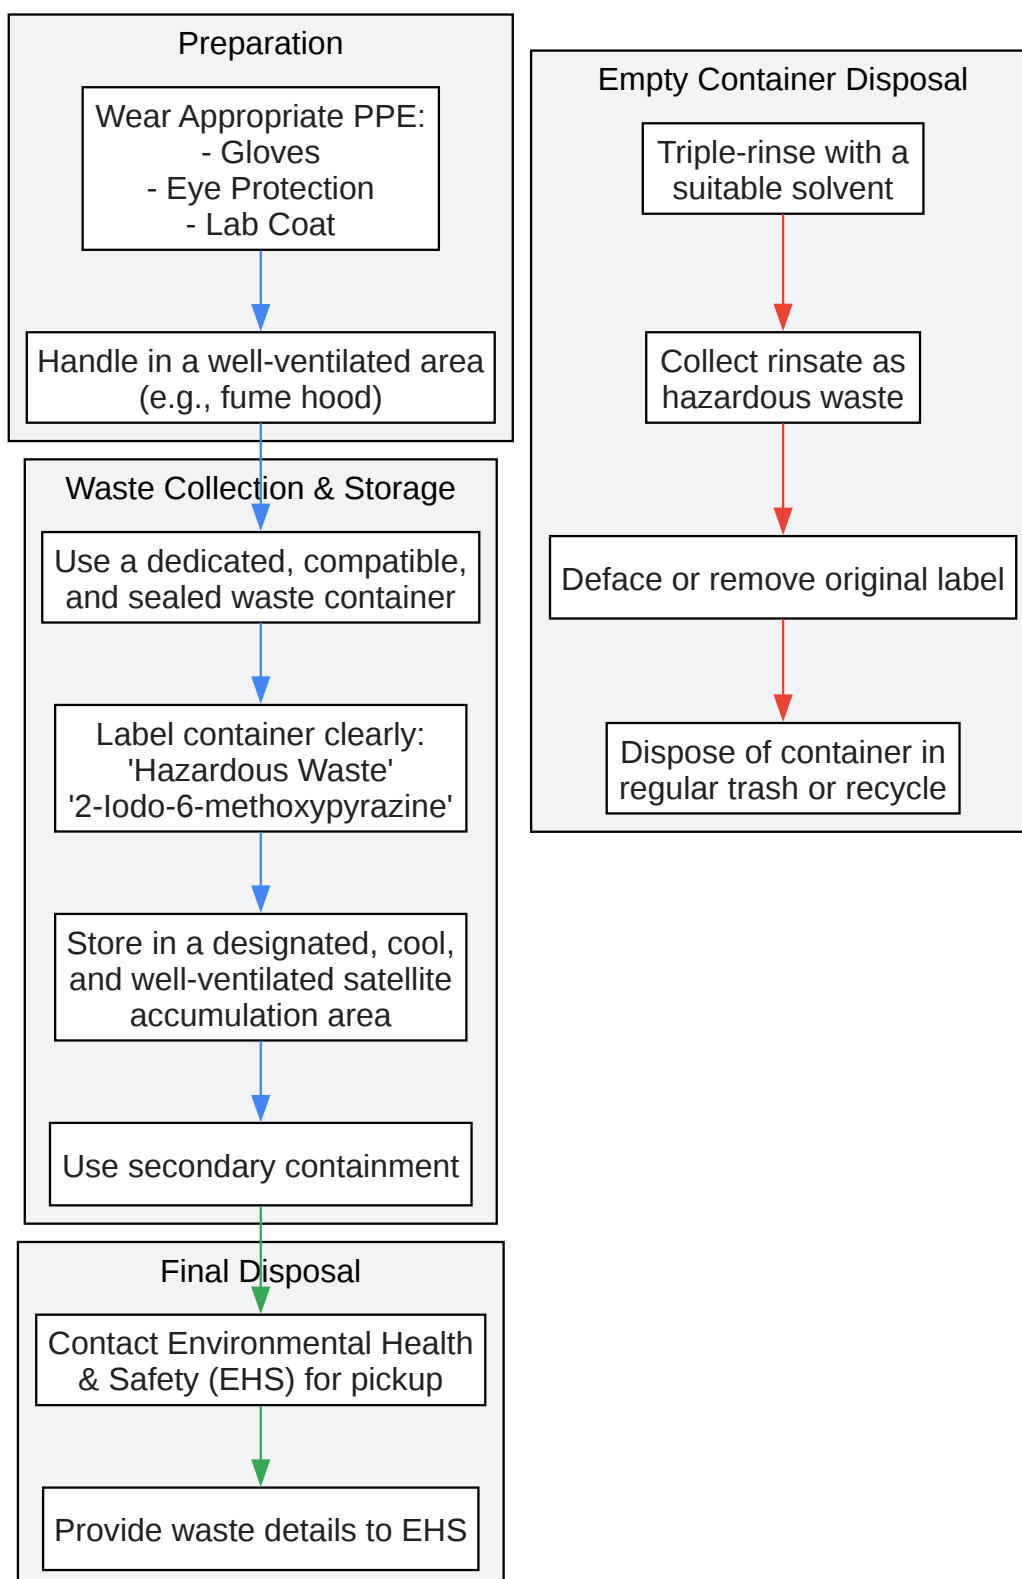 Preparation
Wear Appropriate PPE:
- Gloves
- Eye Protection
- Lab Coat
Handle in a well-ventilated area
(e.g., fume hood)
Waste Collection & Storage
Use a dedicated, compatible,
and sealed waste container
Label container clearly:
'Hazardous Waste'
'2-Iodo-6-methoxypyrazine'
Store in a designated, cool,
and well-ventilated satellite
accumulation area
Use secondary containment
Final Disposal
Contact Environmental Health
& Safety (EHS) for pickup
Provide waste details to EHS
Empty Container Disposal
Triple-rinse with a
suitable solvent
Collect rinsate as
hazardous waste
Deface or remove original label
Dispose of container in
regular trash or recycle